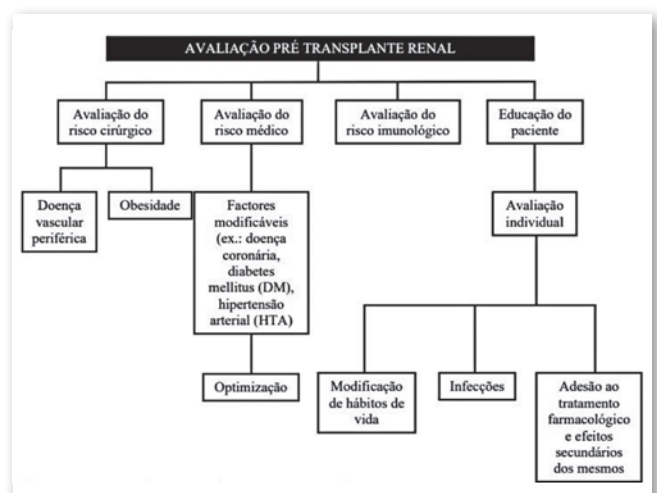 AVALIAÇÃO PRÉ TRANSPLANTE RENAL
Avaliação do
risco cirúrgico
Avaliação do
risco médico
Avaliação do
risco imunológico
Educação do
paciente
Doença
vascular
periférica
Obesidade
Factores
modificáveis
(ex.: doença
coronária,
diabetes
mellitus (DM),
hipertensão
arterial (HTA)
Avaliação
individual
Optimização
Modificação
de hábitos de
vida
Infecções
Adesão ao
tratamento
farmacológico
e efeitos
secundários
dos mesmos